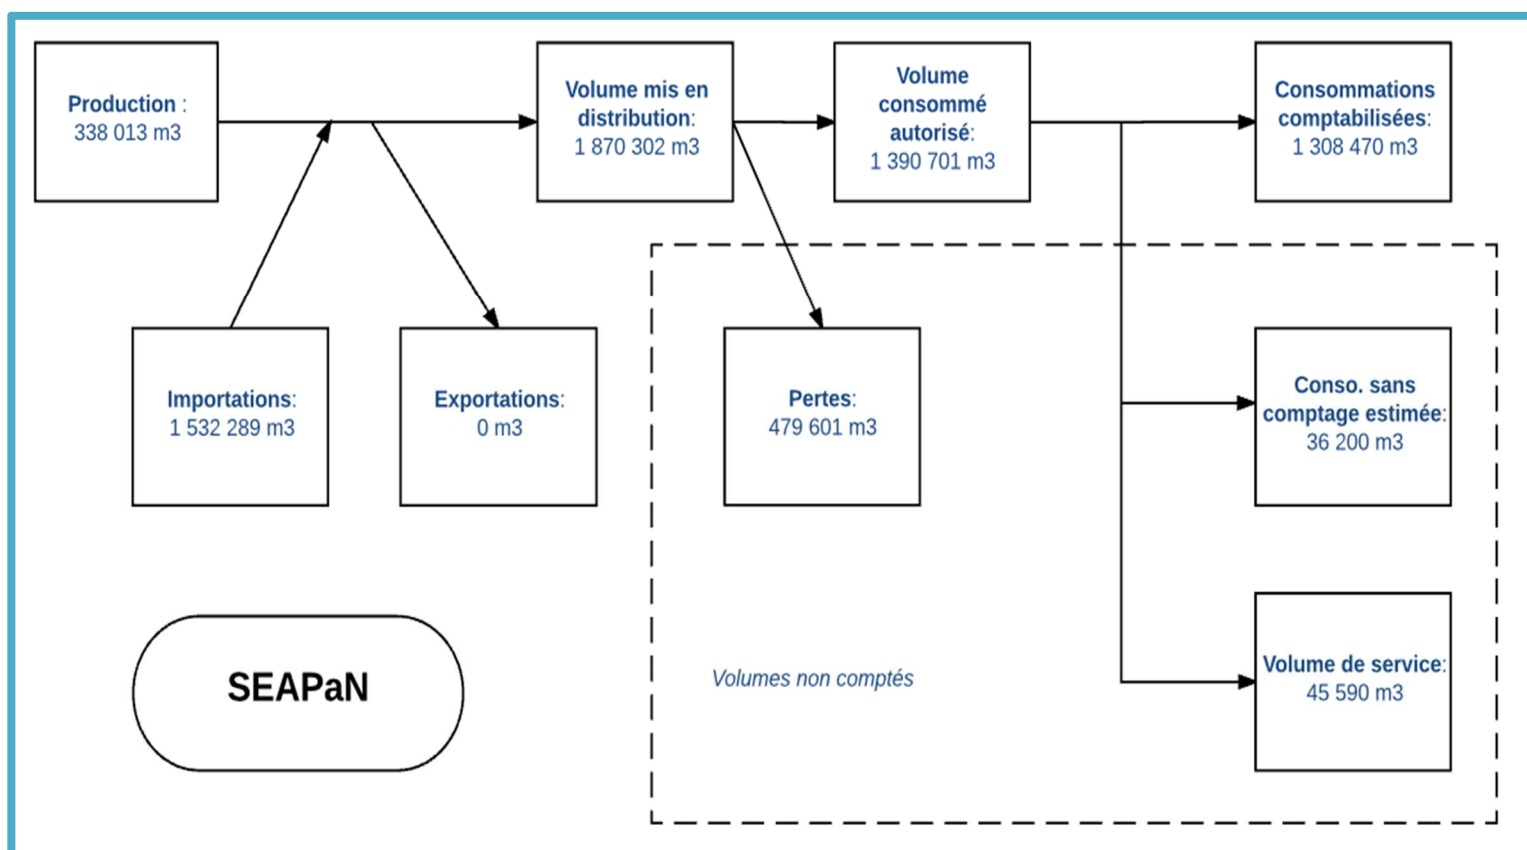 Production :
338 013 m3
Volume mis en
distribution:
1 870 302 m3
Volume
consommé
autorisé:
1 390 701 m3
Consommations
comptabilisées:
1 308 470 m3
Importations:
1 532 289 m3
Exportations:
0 m3
Pertes:
479 601 m3
Conso. sans
comptage estimée:
36 200 m3
SEAPaN
Volumes non comptés
Volume de service:
45 590 m3